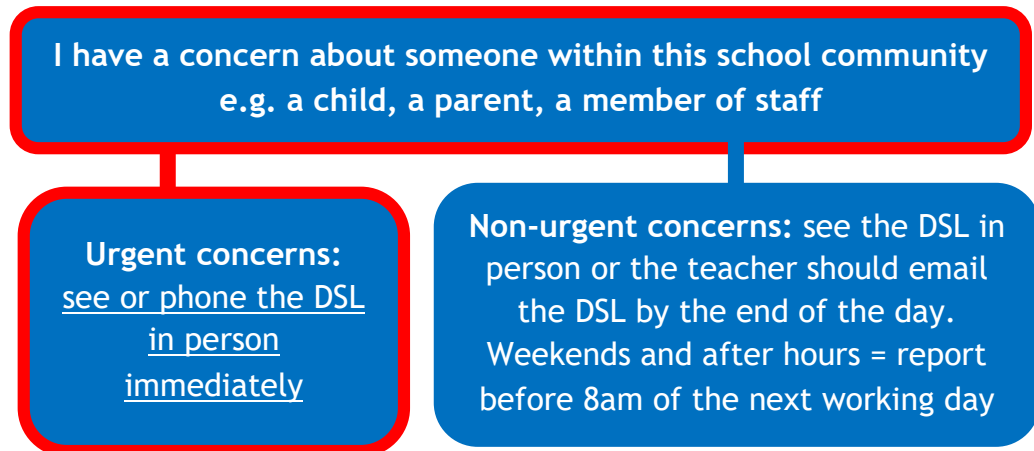 I have a concern about someone within this school community
e.g. a child, a parent, a member of staff
Urgent concerns:
see or phone the DSL
in person
immediately
Non-urgent concerns: see the DSL in
person or the teacher should email
the DSL by the end of the day.
Weekends and after hours = report
before 8am of the next working day